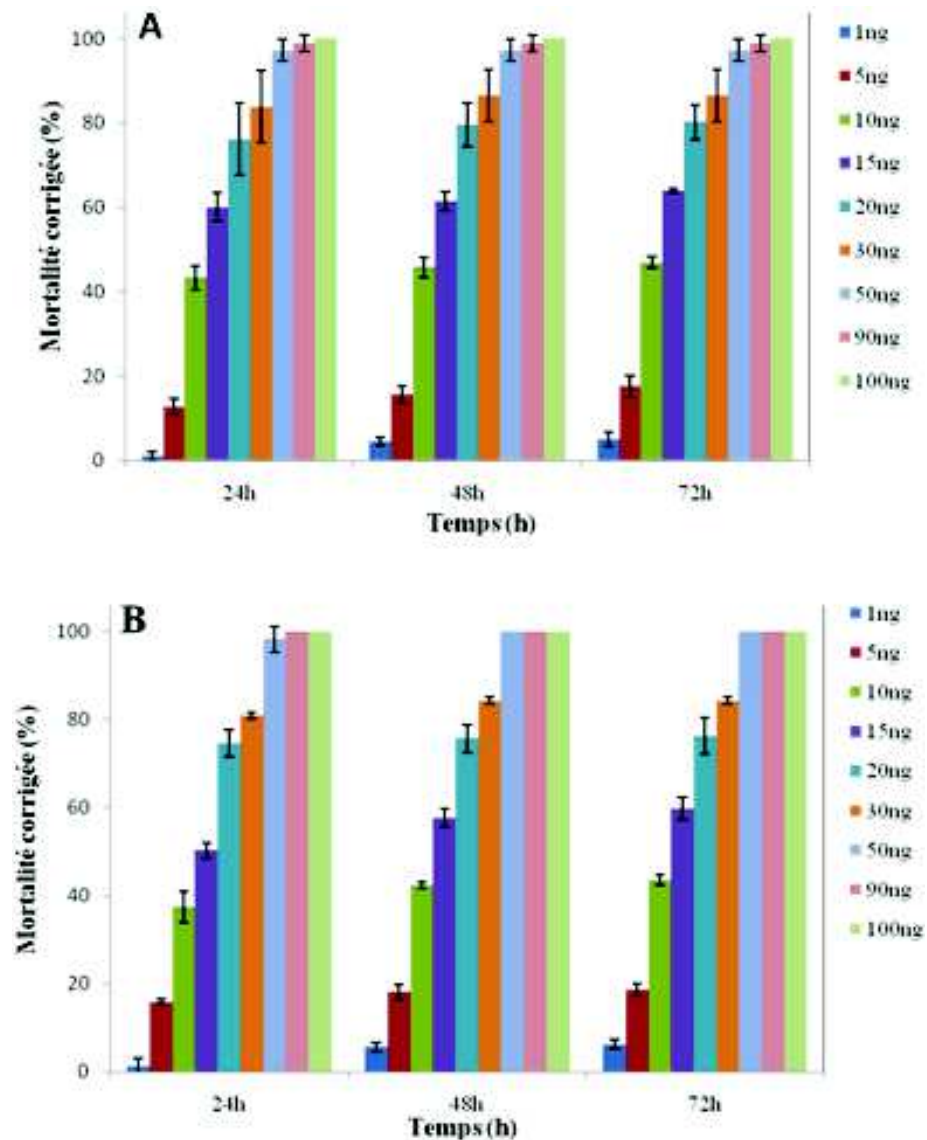 A
Mortalité corrigée (%)
100
80
60
40
20
0
24h
48h
72h
Temps (h)
1ng
5ng
10ng
15ng
20ng
30ng
50ng
90ng
100ng
B
Mortalité corrigée (%)
100
80
60
40
20
0
24h
48h
72h
Temps (h)
1ng
5ng
10ng
15ng
20ng
30ng
50ng
90ng
100ng